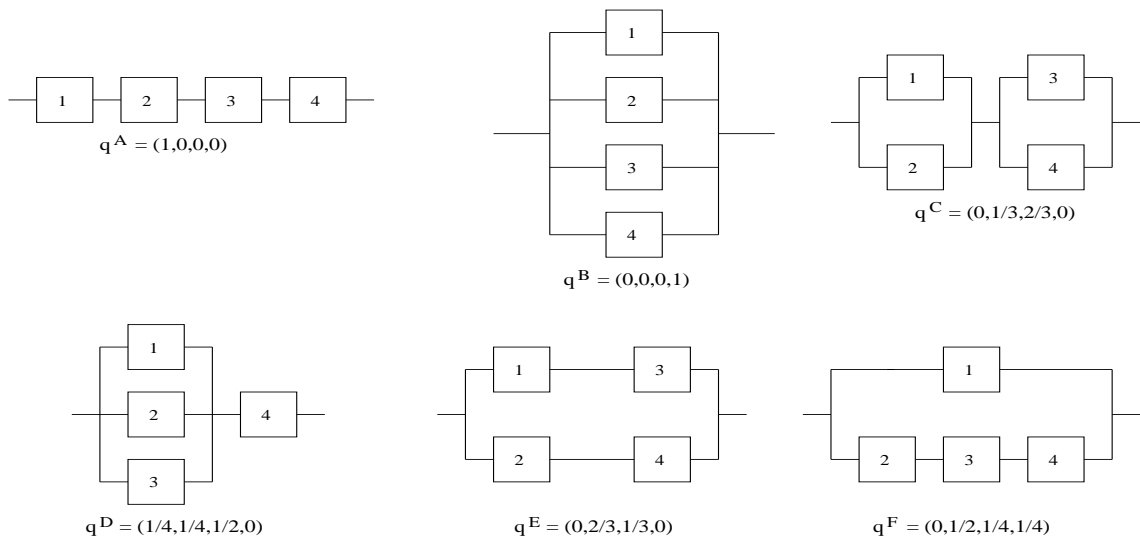 1 2 3 4
q^A = (1,0,0,0)
1
2
3
4
q^B = (0,0,0,1)
1 3
2 4
q^C = (0,1/3,2/3,0)
1
2 4
3
q^D = (1/4,1/4,1/2,0)
1 3
2 4
q^E = (0,2/3,1/3,0)
1
2 3 4
q^F = (0,1/2,1/4,1/4)